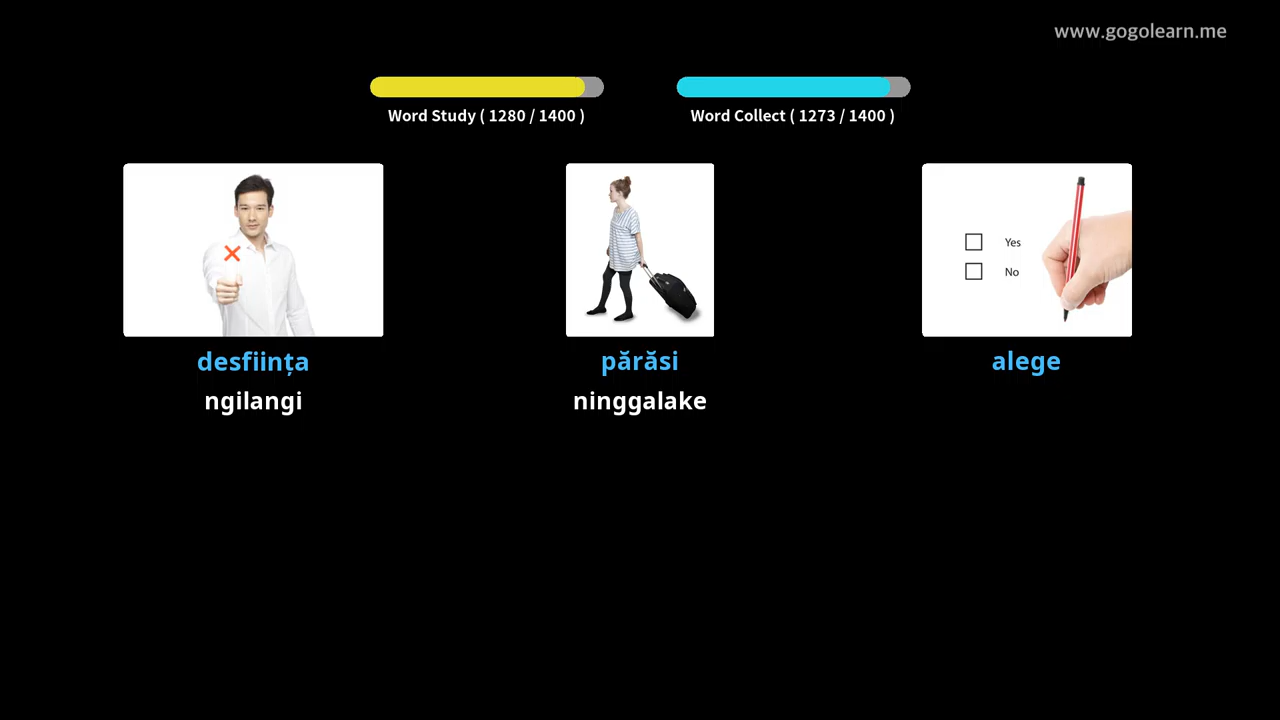 www.gogolearn.me
Word Study ( 1280 / 1400 )
Word Collect ( 1273 / 1400 )
Yes
No
desființa
părăsi
alege
ngilangi
ninggalake